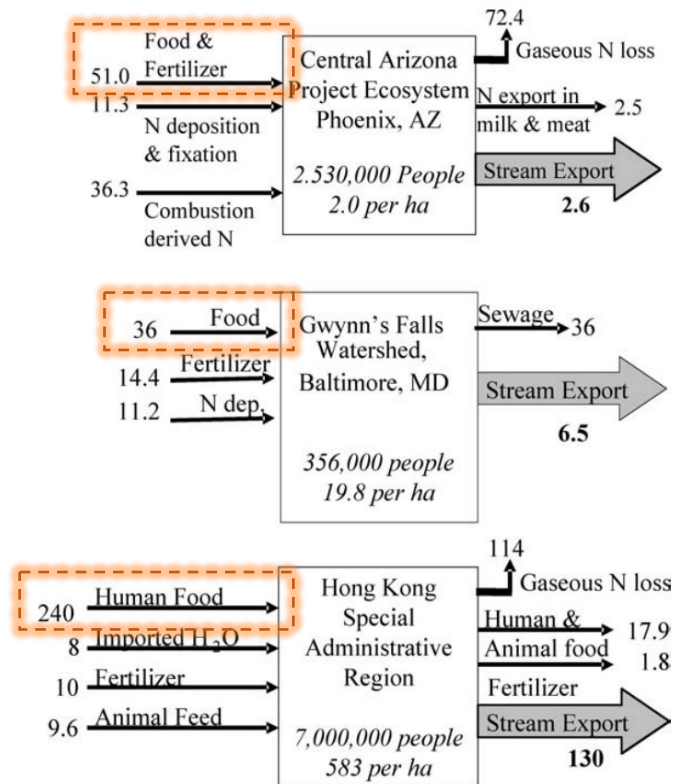 72.4
Food &
Fertilizer
51.0
11.3
N deposition
& fixation
36.3
Combustion
derived N
Central Arizona
Project Ecosystem
Phoenix, AZ
2.530,000 People
2.0 per ha
Gaseous N loss
N export in
milk & meat
2.5
Stream Export
2.6
36
Food
14.4
Fertilizer
11.2
N dep.
Gwynn's Falls
Watershed,
Baltimore, MD
356,000 people
19.8 per ha
Sewage
36
Stream Export
6.5
240
Human Food
8
Imported H₂O
10
Fertilizer
9.6
Animal Feed
Hong Kong
Special
Administrative
Region
7,000,000 people
583 per ha
114
Gaseous N loss
Human &
17.9
Animal food
1.8
Fertilizer
Stream Export
130